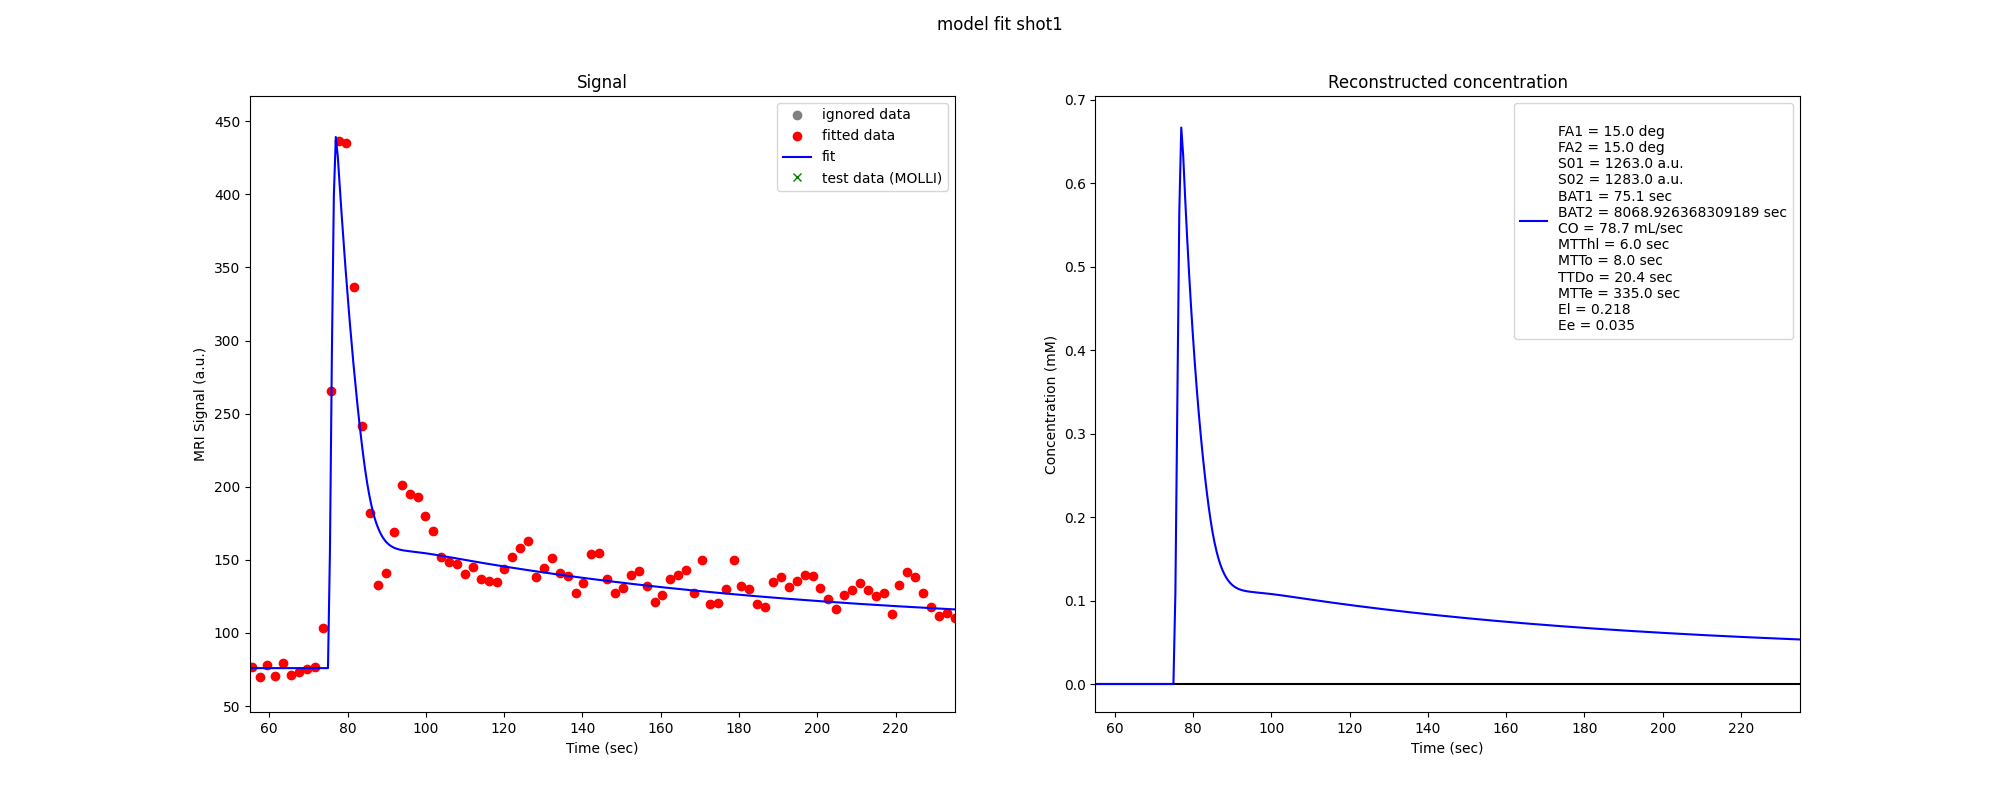 model fit shot1
Signal
MRI Signal (a.u.)
450
400
350
300
250
200
150
100
50
60 80 100 120 140 160 180 200 220
Time (sec)
ignored data
fitted data
fit
test data (MOLLI)
Reconstructed concentration
Concentration (mM)
0.7
0.6
0.5
0.4
0.3
0.2
0.1
0.0
60 80 100 120 140 160 180 200 220
Time (sec)
FA1 = 15.0 deg
FA2 = 15.0 deg
S01 = 1263.0 a.u.
S02 = 1283.0 a.u.
BAT1 = 75.1 sec
BAT2 = 8068.926368309189 sec
CO = 78.7 mL/sec
MTThl = 6.0 sec
MTTo = 8.0 sec
TTDo = 20.4 sec
MTTe = 335.0 sec
El = 0.218
Ee = 0.035